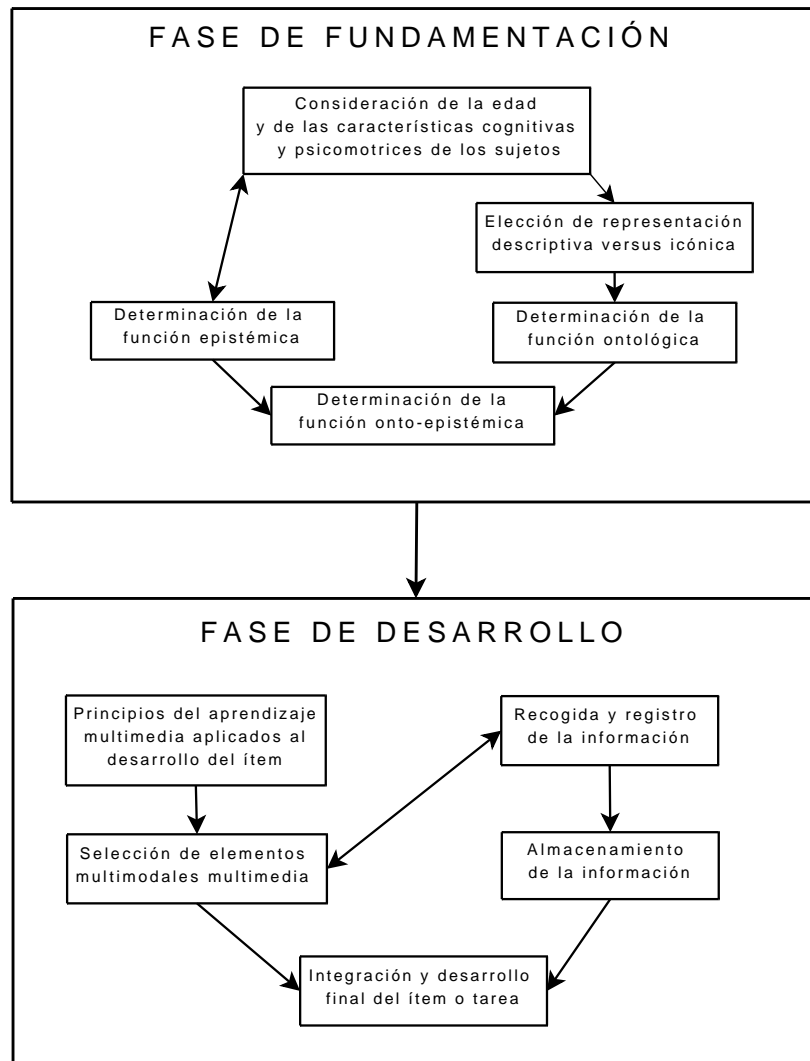 FASE DE FUNDAMENTACIÓN
Consideración de la edad
y de las características cognitivas
y psicomotrices de los sujetos
Elección de representación
descriptiva versus icónica
Determinación de la
función epistémica
Determinación de la
función ontológica
Determinación de la
función onto-epistémica
FASE DE DESARROLLO
Principios del aprendizaje
multimedia aplicados al
desarrollo del ítem
Recogida y registro
de la información
Selección de elementos
multimodales multimedia
Almacenamiento
de la información
Integración y desarrollo
final del ítem o tarea